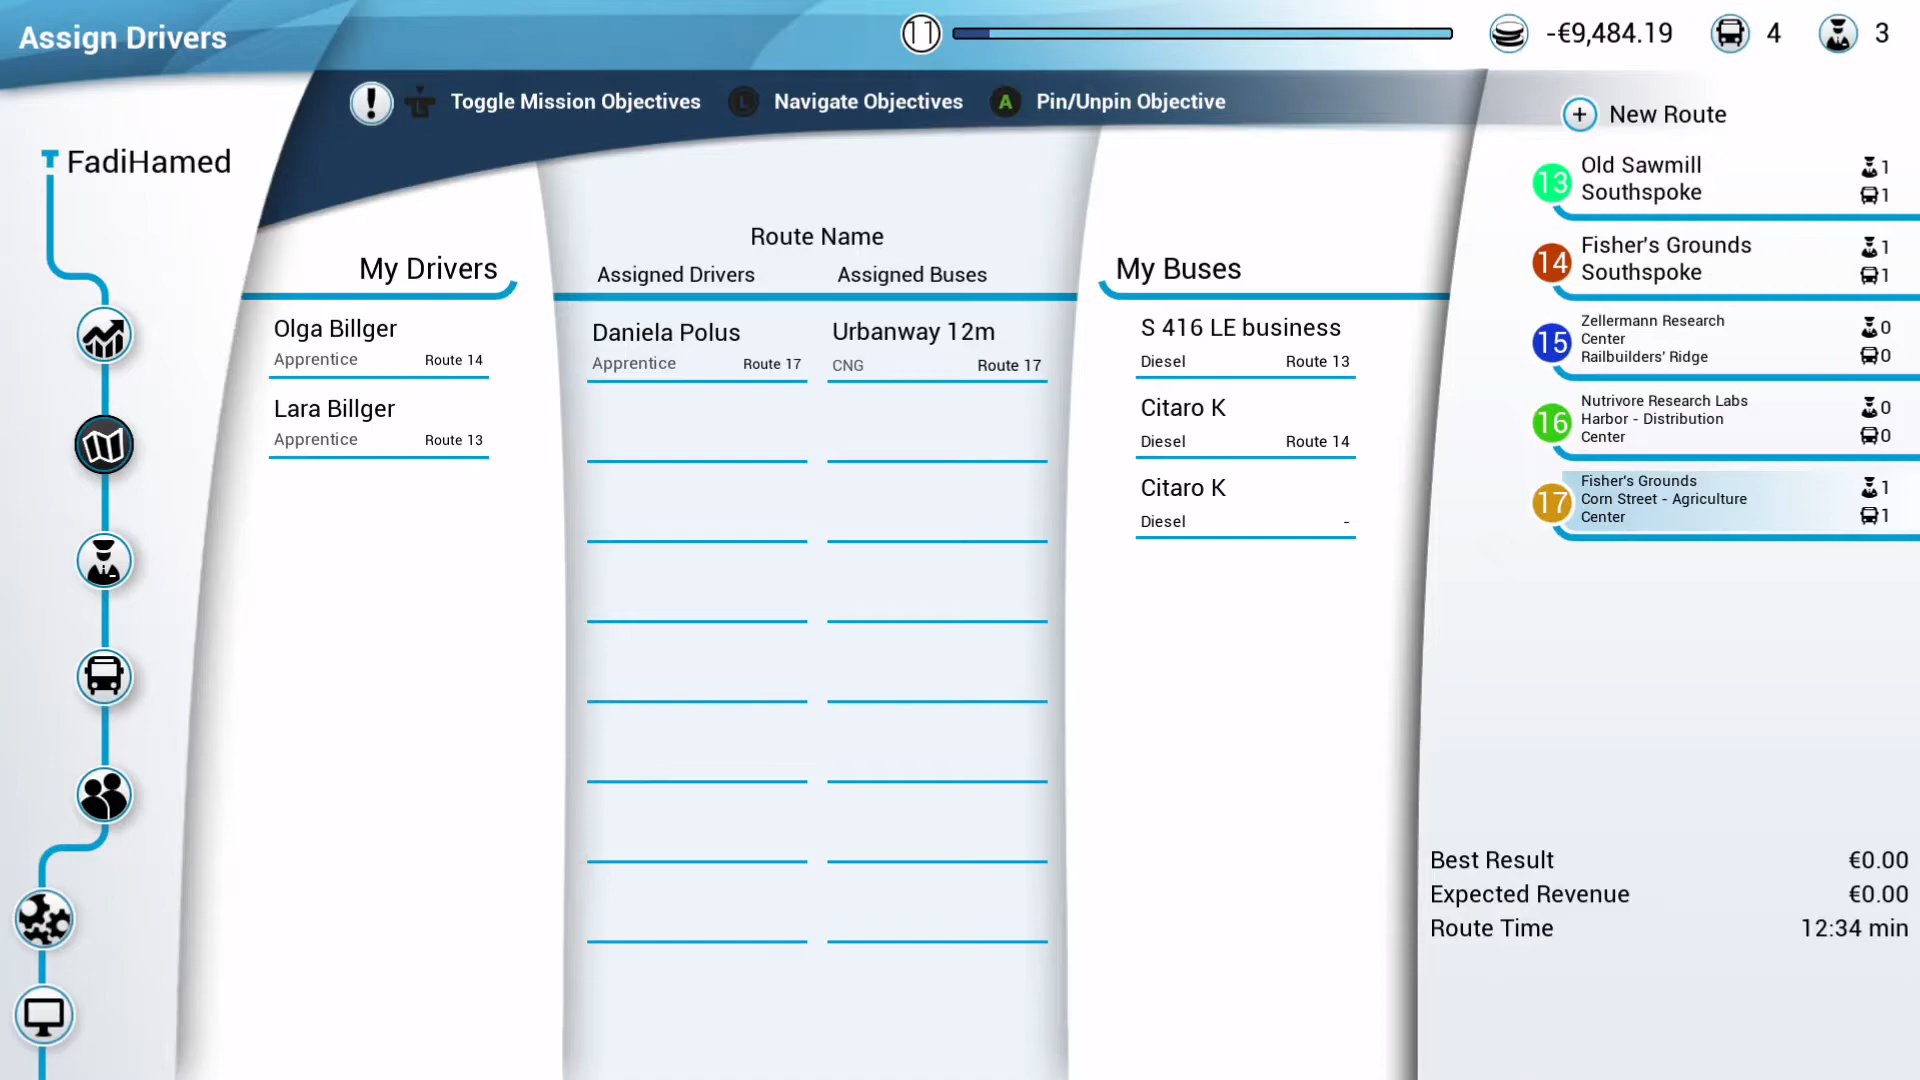 Assign Drivers
11
-€9,484.19
4
3
! L Toggle Mission Objectives L Navigate Objectives A Pin/Unpin Objective
FadiHamed
My Drivers
Olga Billger
Apprentice Route 14
Lara Billger
Apprentice Route 13
Route Name
Assigned Drivers Assigned Buses
Daniela Polus Urbanway 12m
Apprentice Route 17 CNG Route 17
My Buses
S 416 LE business
Diesel Route 13
Citaro K
Diesel Route 14
Citaro K
Diesel -
+ New Route
13 Old Sawmill 1
Southspoke 1
14 Fisher's Grounds 1
Southspoke 1
15 Zellermann Research 0
Center
Railbuilders' Ridge 0
16 Nutrivore Research Labs 0
Harbor - Distribution
Center 0
17 Fisher's Grounds 1
Corn Street - Agriculture
Center 1
Best Result €0.00
Expected Revenue €0.00
Route Time 12:34 min